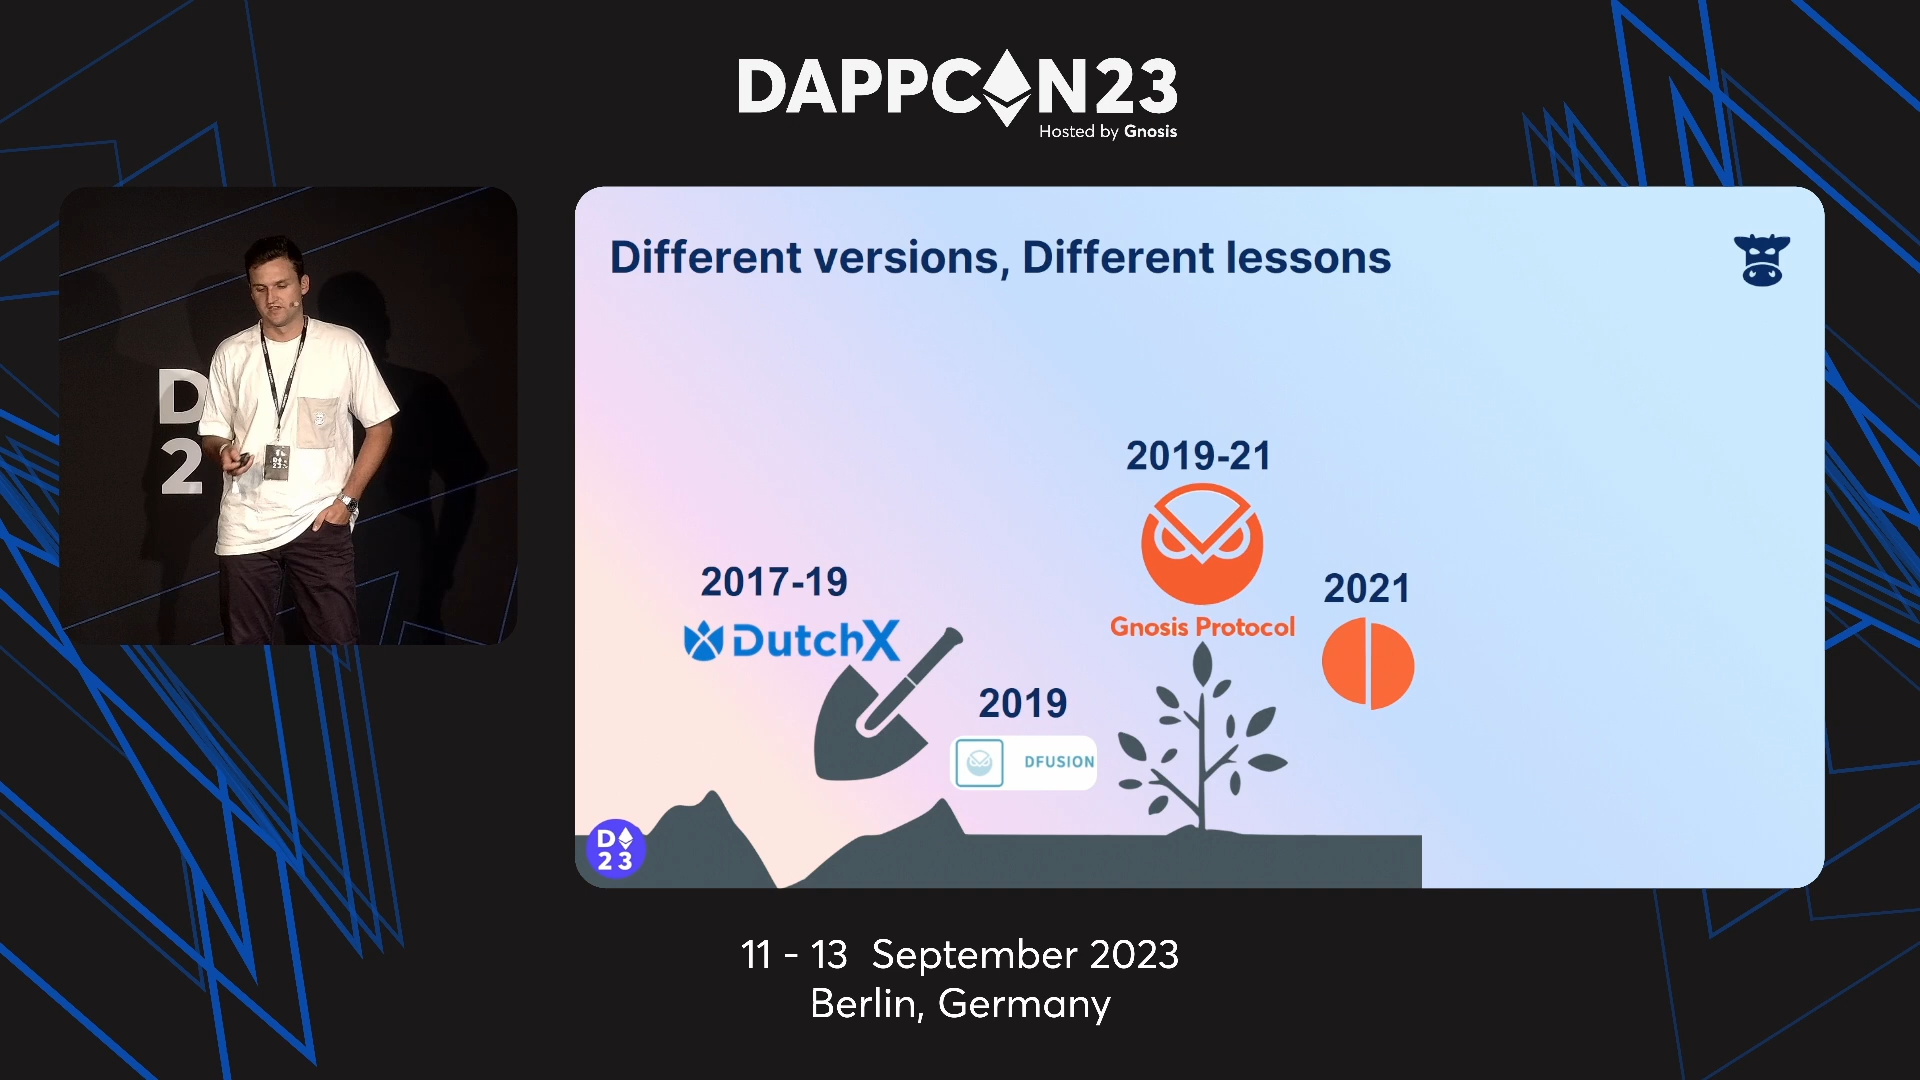 DAPPCON23
Hosted by Gnosis
D
2
Different versions, Different lessons
2019-21
Gnosis Protocol
2017-19
DutchX
2021
2019
DFUSION
D
23
11 - 13 September 2023
Berlin, Germany